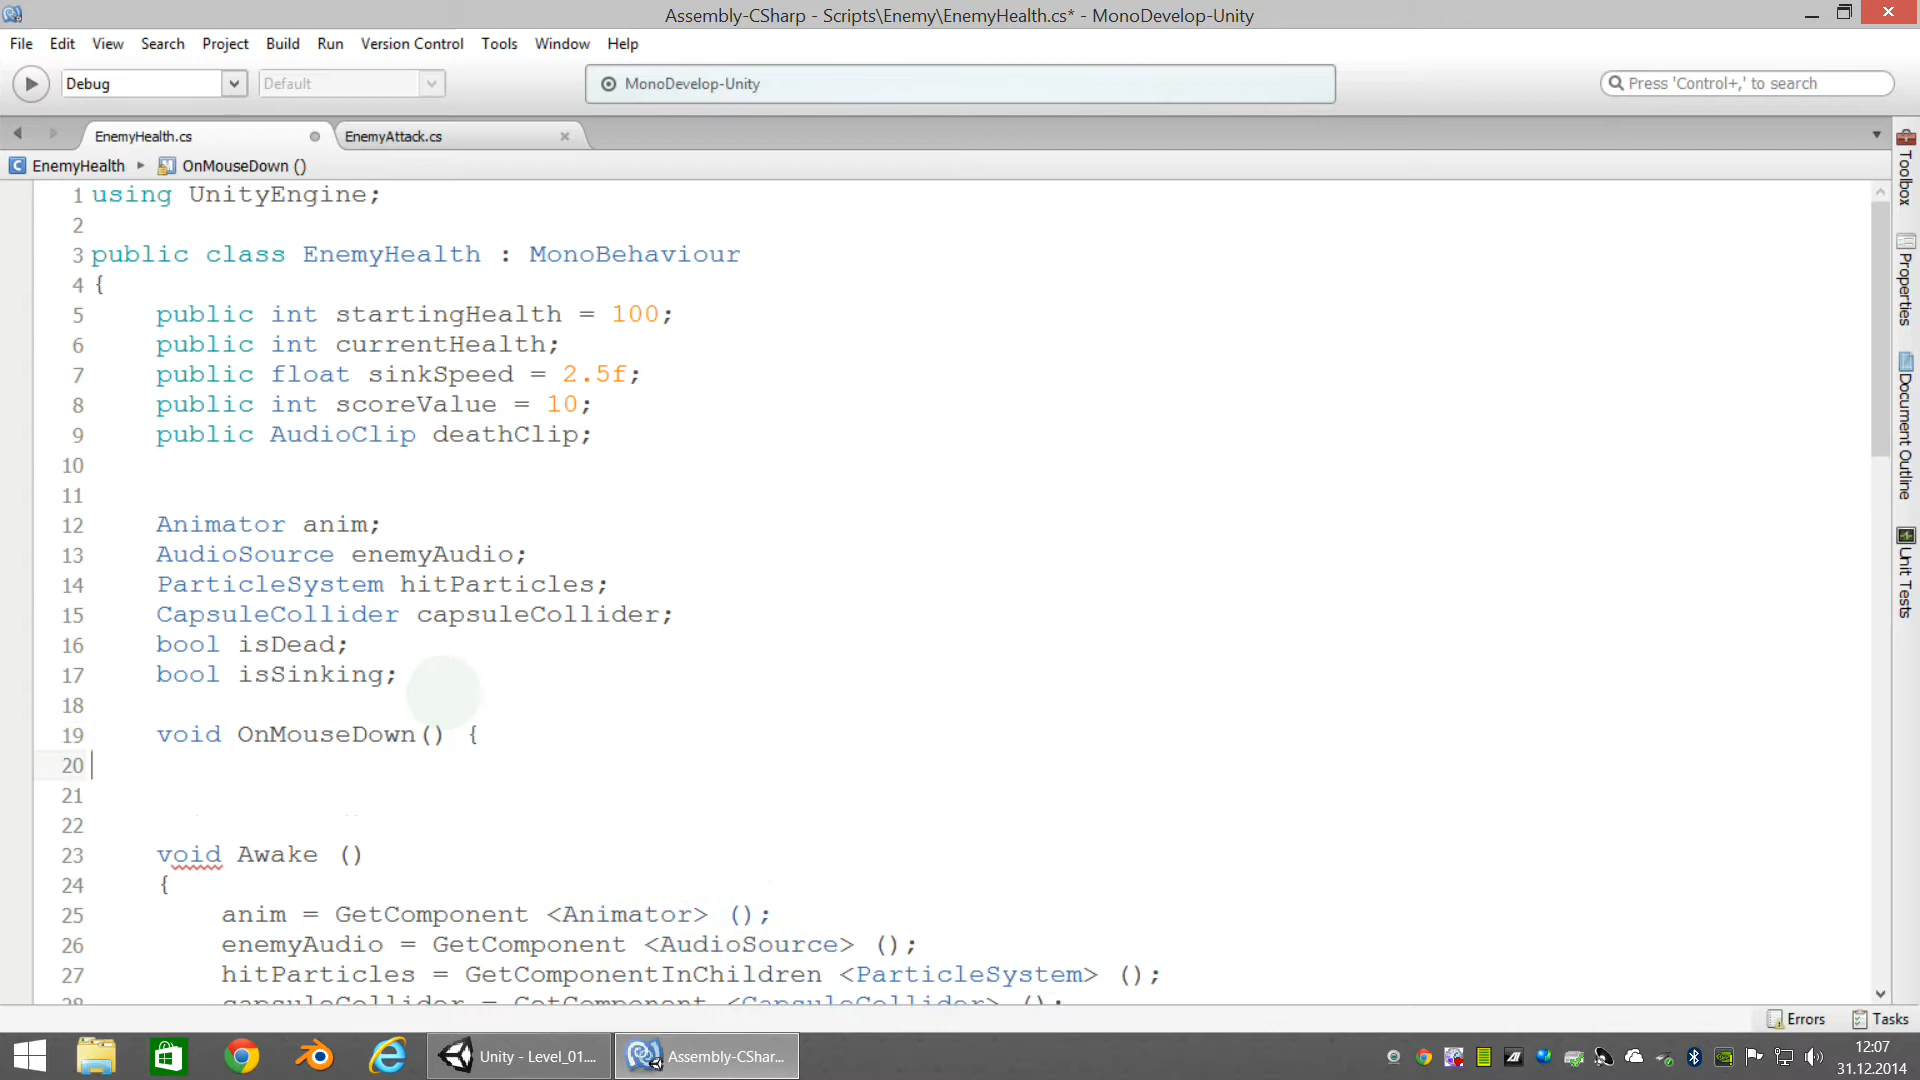 Assembly-CSharp - Scripts\Enemy\EnemyHealth.cs* - MonoDevelop-Unity
File Edit View Search Project Build Run Version Control Tools Window Help
Debug Default MonoDevelop-Unity Press 'Control+,' to search
EnemyHealth.cs EnemyAttack.cs
EnemyHealth OnMouseDown ()
1 using UnityEngine;
2
3 public class EnemyHealth : MonoBehaviour
4 {
5 public int startingHealth = 100;
6 public int currentHealth;
7 public float sinkSpeed = 2.5f;
8 public int scoreValue = 10;
9 public AudioClip deathClip;
10
11
12 Animator anim;
13 AudioSource enemyAudio;
14 ParticleSystem hitParticles;
15 CapsuleCollider capsuleCollider;
16 bool isDead;
17 bool isSinking;
18
19 void OnMouseDown() {
20
21
22
23 void Awake ()
24 {
25 anim = GetComponent <Animator> ();
26 enemyAudio = GetComponent <AudioSource> ();
27 hitParticles = GetComponentInChildren <ParticleSystem> ();
28 capsuleCollider = GetComponent <CapsuleCollider> ();
Toolbox
Properties
Document Outline
Unit Tests
Errors Tasks
Unity - Level_01.... Assembly-CShar...
12:07
31.12.2014